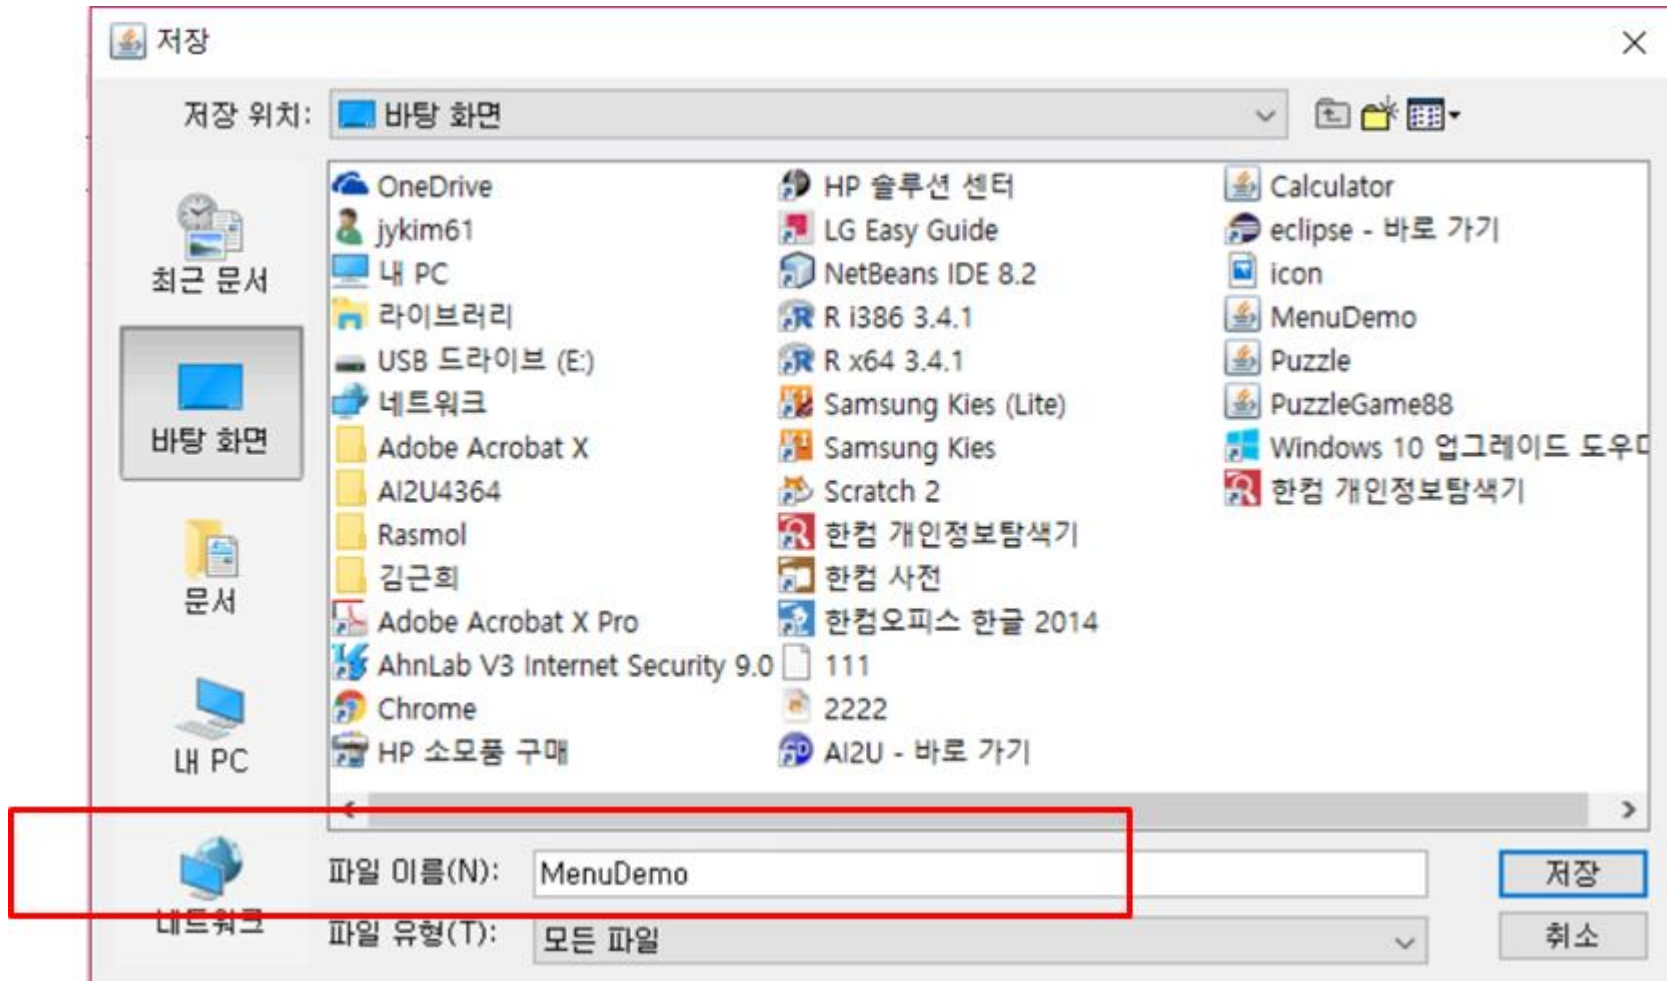 저장
저장 위치:
바탕 화면
최근 문서
바탕 화면
문서
내 PC
네트워크
OneDrive
jykim61
내 PC
라이브러리
USB 드라이브 (E:)
네트워크
Adobe Acrobat X
AI2U4364
Rasmol
김근희
Adobe Acrobat X Pro
AhnLab V3 Internet Security 9.0
Chrome
HP 소모품 구매
HP 솔루션 센터
LG Easy Guide
NetBeans IDE 8.2
R i386 3.4.1
R x64 3.4.1
Samsung Kies (Lite)
Samsung Kies
Scratch 2
한컴 개인정보탐색기
한컴 사전
한컴오피스 한글 2014
111
2222
AI2U - 바로 가기
Calculator
eclipse - 바로 가기
icon
MenuDemo
Puzzle
PuzzleGame88
Windows 10 업그레이드
한컴 개인정보탐색기
파일 이름(N):
MenuDemo
저장
파일 유형(T):
모든 파일
취소